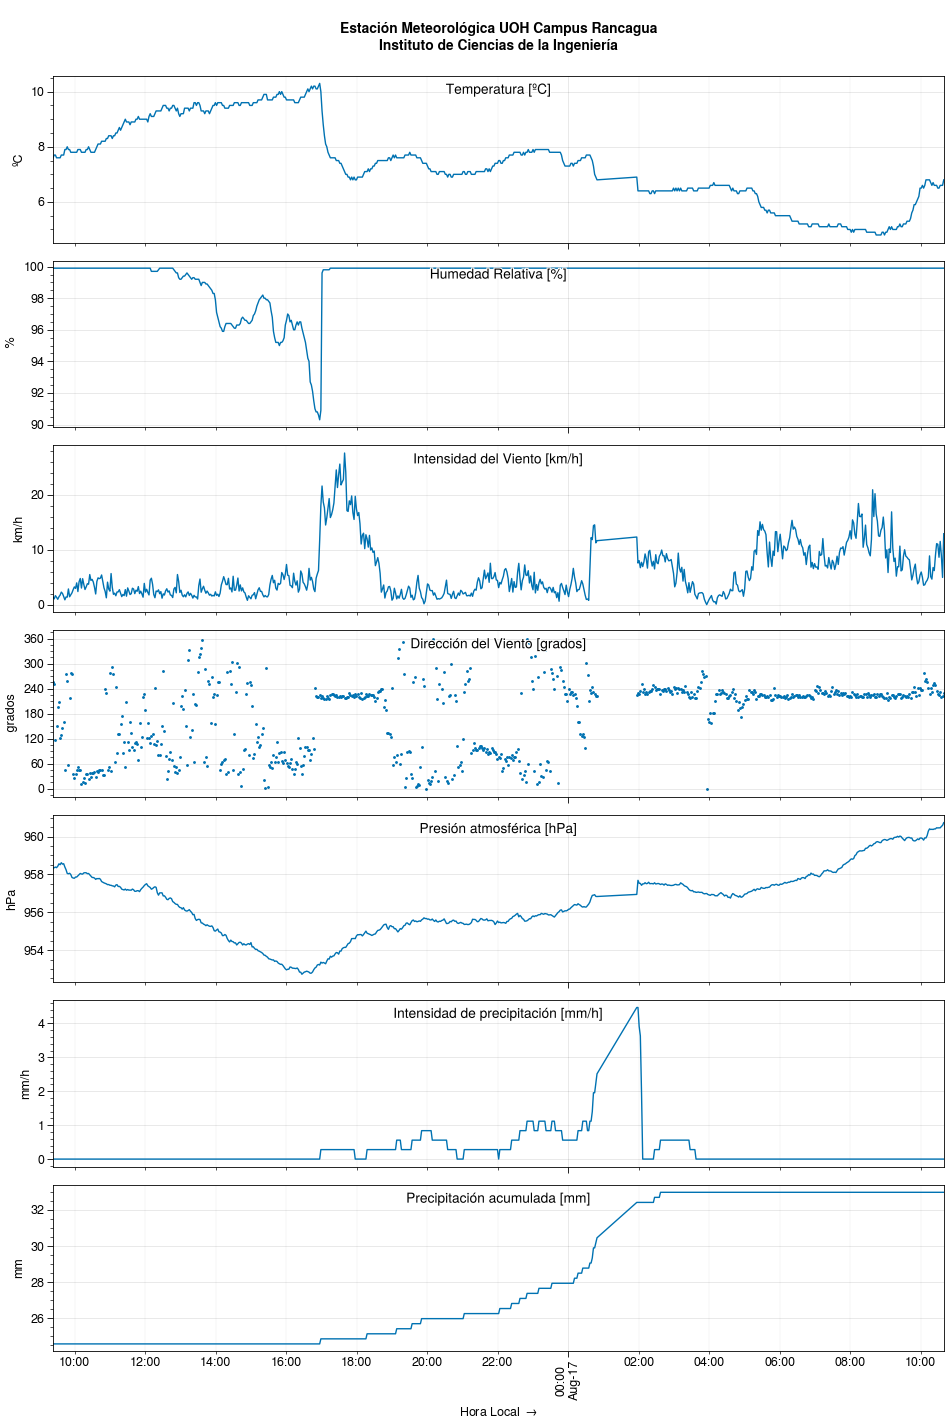 Estación Meteorológica UOH Campus Rancagua
Instituto de Ciencias de la Ingeniería
Temperatura [ºC]
10
8
6
ºC
Humedad Relativa [%]
100
98
96
94
92
90
%
Intensidad del Viento [km/h]
20
10
0
km/h
Dirección del Viento [grados]
360
300
240
180
120
60
0
grados
Presión atmosférica [hPa]
960
958
956
954
hPa
Intensidad de precipitación [mm/h]
4
3
2
1
0
mm/h
Precipitación acumulada [mm]
32
30
28
26
mm
10:00 12:00 14:00 16:00 18:00 20:00 22:00 00:00 02:00 04:00 06:00 08:00 10:00
Aug-17
Hora Local →